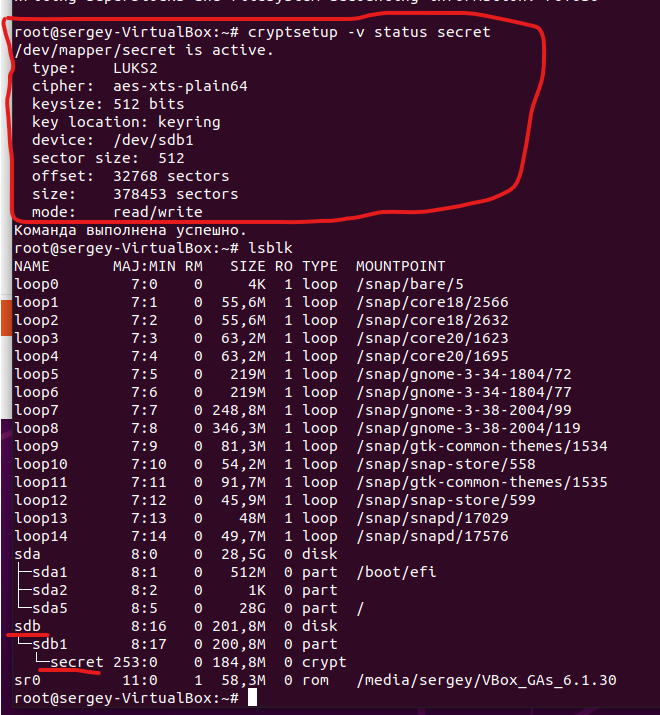 root@sergey-VirtualBox:~# cryptsetup -v status secret
/dev/mapper/secret is active.
  type:    LUKS2
  cipher:  aes-xts-plain64
  keysize: 512 bits
  key location: keyring
  device:  /dev/sdb1
  sector size:  512
  offset:  32768 sectors
  size:    378453 sectors
  mode:    read/write
Команда выполнена успешно.
root@sergey-VirtualBox:~# lsblk
NAME       MAJ:MIN RM   SIZE RO TYPE  MOUNTPOINT
loop0        7:0    0     4K  1 loop  /snap/bare/5
loop1        7:1    0  55,6M  1 loop  /snap/core18/2566
loop2        7:2    0  55,6M  1 loop  /snap/core18/2632
loop3        7:3    0  63,2M  1 loop  /snap/core20/1623
loop4        7:4    0  63,2M  1 loop  /snap/core20/1695
loop5        7:5    0   219M  1 loop  /snap/gnome-3-34-1804/72
loop6        7:6    0   219M  1 loop  /snap/gnome-3-34-1804/77
loop7        7:7    0 248,8M  1 loop  /snap/gnome-3-38-2004/99
loop8        7:8    0 346,3M  1 loop  /snap/gnome-3-38-2004/119
loop9        7:9    0  81,3M  1 loop  /snap/gtk-common-themes/1534
loop10       7:10   0  54,2M  1 loop  /snap/snap-store/558
loop11       7:11   0  91,7M  1 loop  /snap/gtk-common-themes/1535
loop12       7:12   0  45,9M  1 loop  /snap/snap-store/599
loop13       7:13   0    48M  1 loop  /snap/snapd/17029
loop14       7:14   0  49,7M  1 loop  /snap/snapd/17576
sda          8:0    0  28,5G  0 disk
├─sda1       8:1    0   512M  0 part  /boot/efi
├─sda2       8:2    0     1K  0 part
└─sda5       8:5    0    28G  0 part  /
sdb          8:16   0 201,8M  0 disk
└─sdb1       8:17   0 200,8M  0 part
  └─secret 253:0    0 184,8M  0 crypt
sr0         11:0    1  58,3M  0 rom   /media/sergey/VBox_GAs_6.1.30
root@sergey-VirtualBox:~#